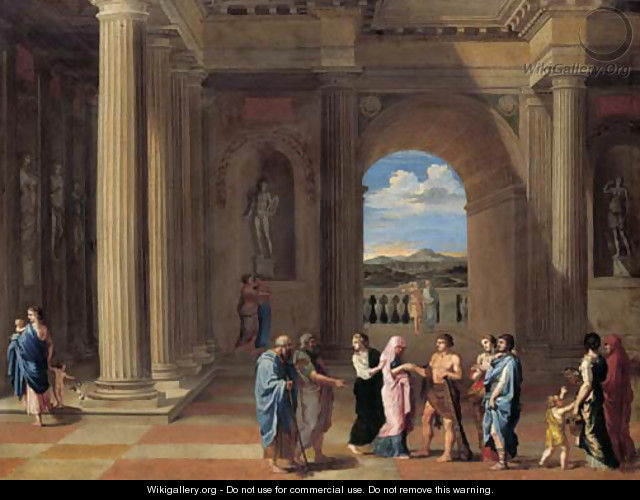 WikiGallery.Org
Wikigallery.org - Do not use for commercial use. Do not remove this warning.